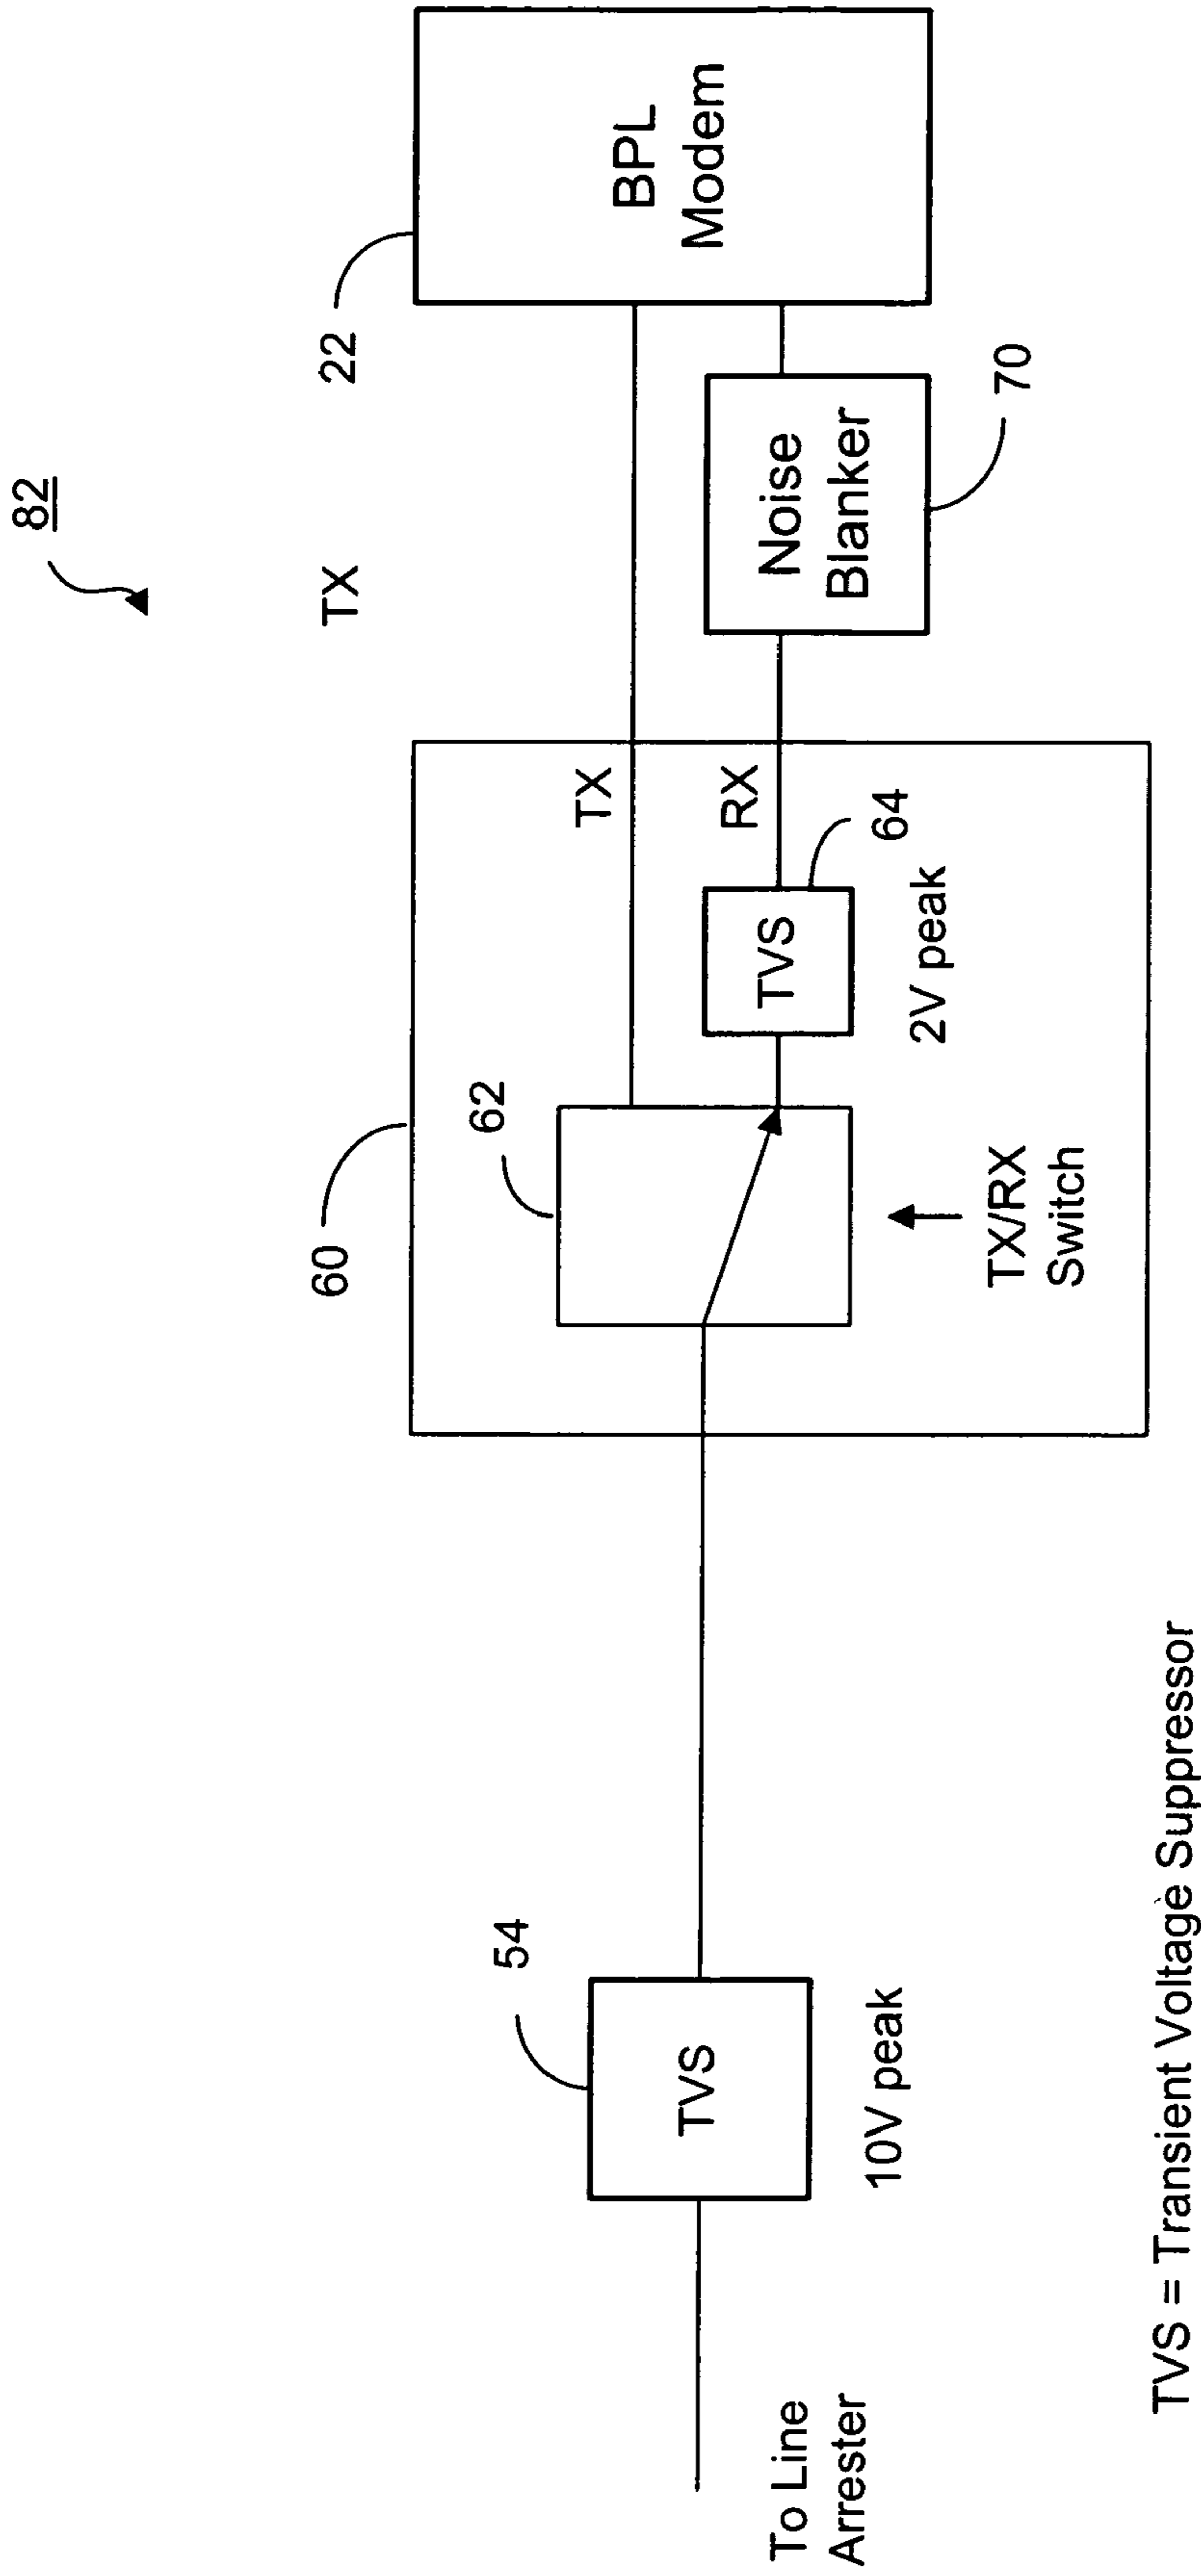 82
TX
22
BPL
Modem
60
62
TX
RX
TVS
64
2V peak
TX/RX
Switch
Noise
Blanker
70
54
TVS
10V peak
To Line
Arrester
TVS = Transient Voltage Suppressor